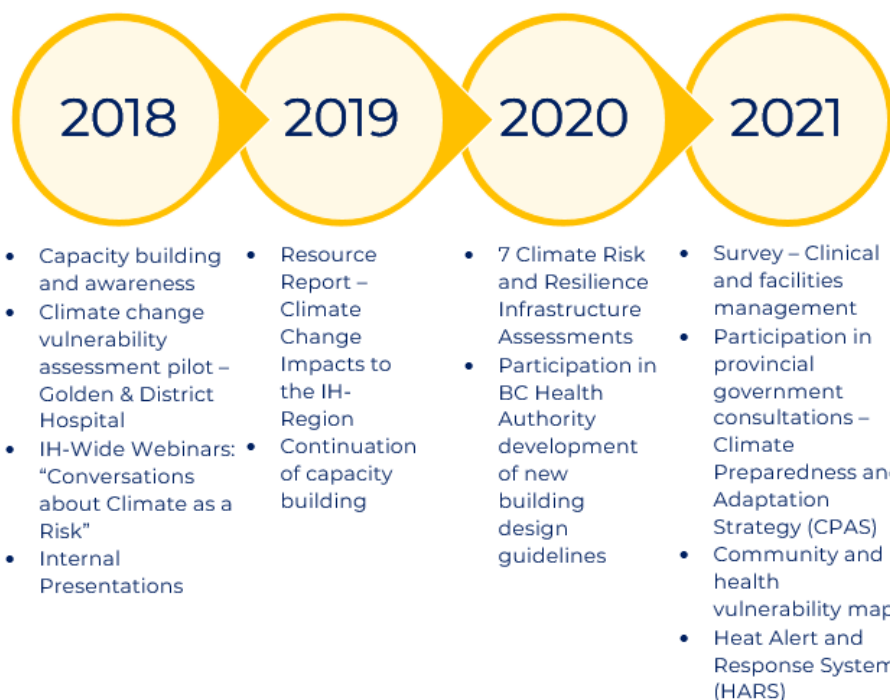 2018
2019
2020
2021
• Capacity building
and awareness
• Climate change
vulnerability
assessment pilot –
Golden & District
Hospital
• IH-Wide Webinars:
“Conversations
about Climate as a
Risk”
• Internal
Presentations
• Resource
Report –
Climate
Change
Impacts to
the IH-
Region
• Continuation
of capacity
building
• 7 Climate Risk
and Resilience
Infrastructure
Assessments
• Participation in
BC Health
Authority
development
of new
building
design
guidelines
• Survey – Clinical
and facilities
management
• Participation in
provincial
government
consultations –
Climate
Preparedness and
Adaptation
Strategy (CPAS)
• Community and
health
vulnerability map
• Heat Alert and
Response System
(HARS)